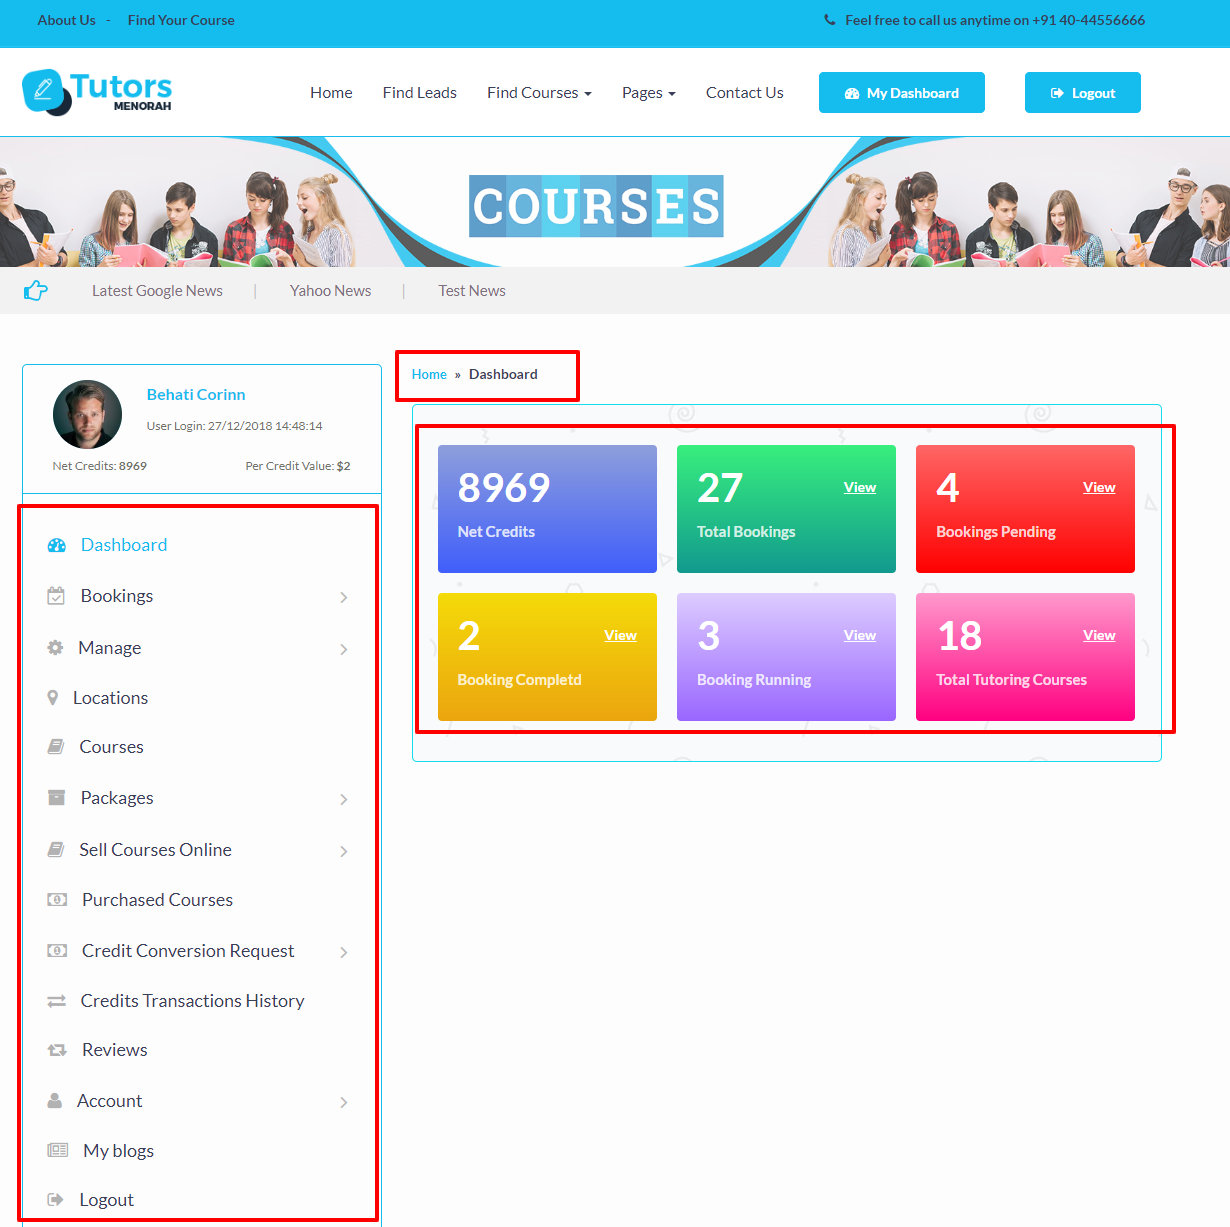 About Us - Find Your Course
Feel free to call us anytime on +91 40-44556666
Tutors
MENORAH
Home Find Leads Find Courses Pages Contact Us My Dashboard Logout
COURSES
Latest Google News | Yahoo News | Test News
Behati Corinn
User Login: 27/12/2018 14:48:14
Net Credits: 8969 Per Credit Value: $2
Dashboard
Bookings
Manage
Locations
Courses
Packages
Sell Courses Online
Purchased Courses
Credit Conversion Request
Credits Transactions History
Reviews
Account
My blogs
Logout
Home » Dashboard
8969
Net Credits
27 View
Total Bookings
4 View
Bookings Pending
2 View
Booking Completd
3 View
Booking Running
18 View
Total Tutoring Courses